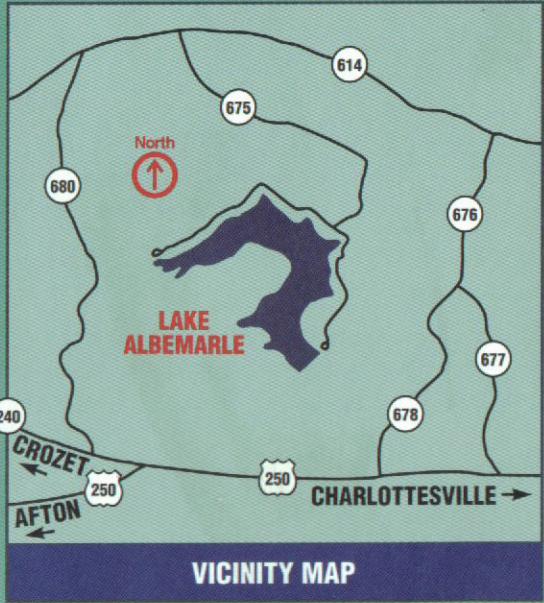 614
675
North
680
676
LAKE
ALBEMARLE
677
240
678
CROZET
250
250
CHARLOTTESVILLE
AFTON
VICINITY MAP